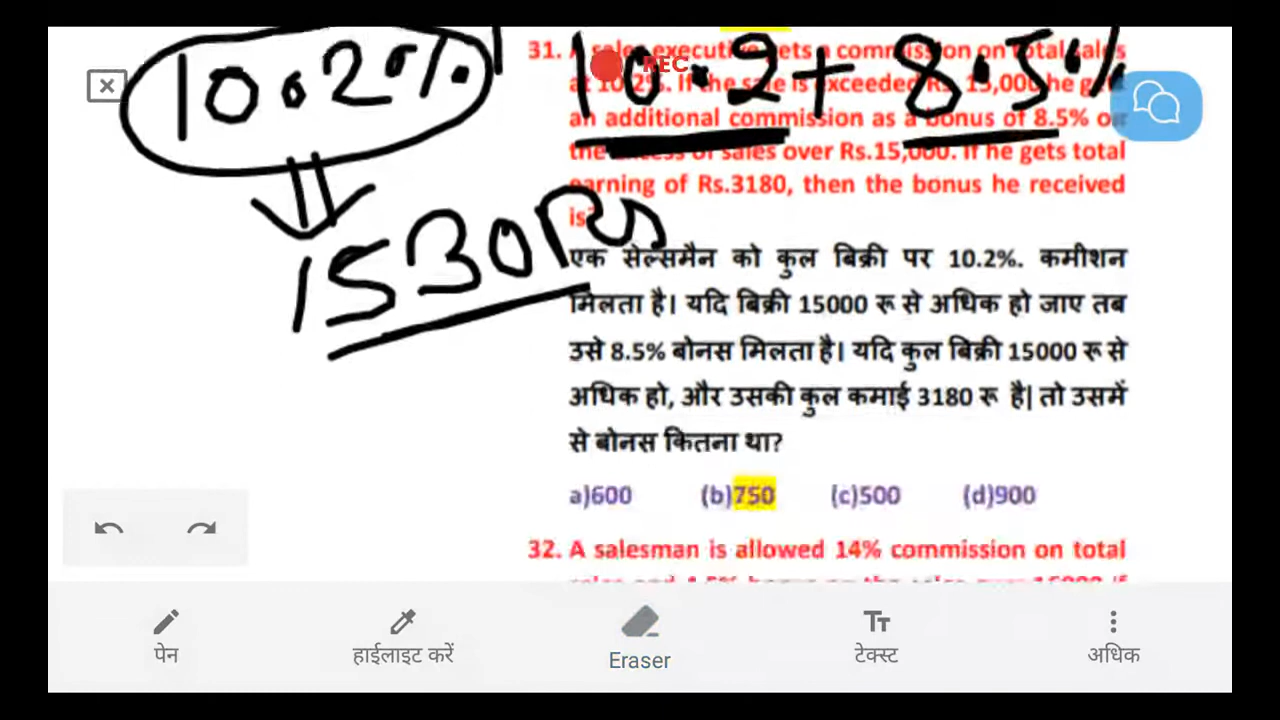 10.2%
10.2+8.5%
REC
31. A sales executive gets a commission on total sales
at 10.2%. If the sale is exceeded Rs. 15,000 he gets
an additional commission as a bonus of 8.5% on
the excess of sales over Rs.15,000. If he gets total
earning of Rs.3180, then the bonus he received
is?
1530Rs
एक सेल्समैन को कुल बिक्री पर 10.2%. कमीशन
मिलता है। यदि बिक्री 15000 रू से अधिक हो जाए तब
उसे 8.5% बोनस मिलता है। यदि कुल बिक्री 15000 रू से
अधिक हो, और उसकी कुल कमाई 3180 रू है| तो उसमें
से बोनस कितना था?
a)600 (b)750 (c)500 (d)900
32. A salesman is allowed 14% commission on total
पेन हाईलाइट करें Eraser टेक्स्ट अधिक